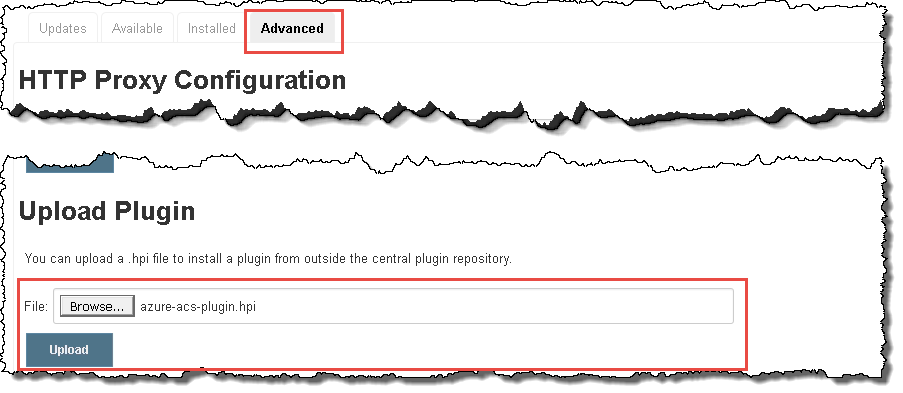 Updates Available Installed Advanced
HTTP Proxy Configuration
Upload Plugin
You can upload a .hpi file to install a plugin from outside the central plugin repository.
File: Browse... azure-acs-plugin.hpi
Upload